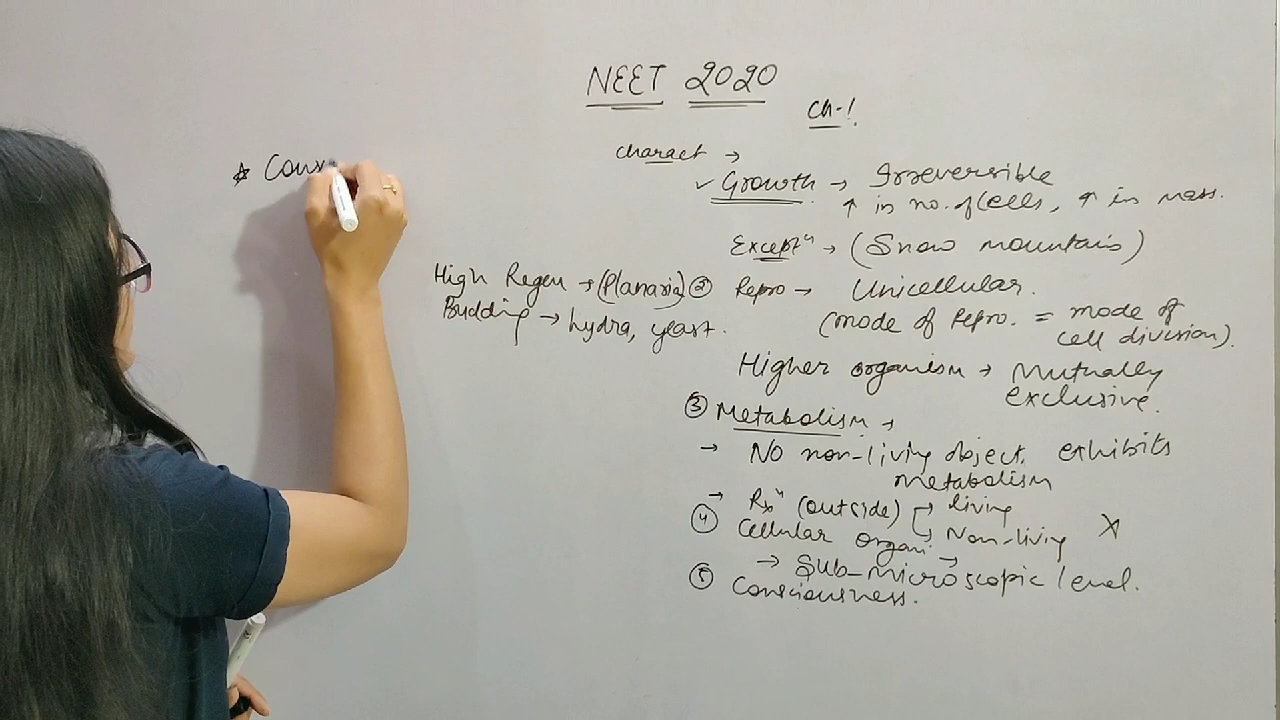 NEET 2020
Ch-1.
charact →
✓ Growth → Irreversible
↑ in no. of Cells, ↑ in mass.
Exceptⁿ → (Snow mountains)
② Repro → Unicellular.
(mode of Repro. = mode of
cell division).
High Regen → (Planaria)
Budding → hydra, yeast.
Higher organism → Mutually
exclusive.
③ Metabolism →
→ No non-living object exhibits
metabolism
→ Rxⁿ (outside) → living
→ Non-living
④ Cellular organi. →
→ Sub-microscopic level.
⑤ Consciousness.